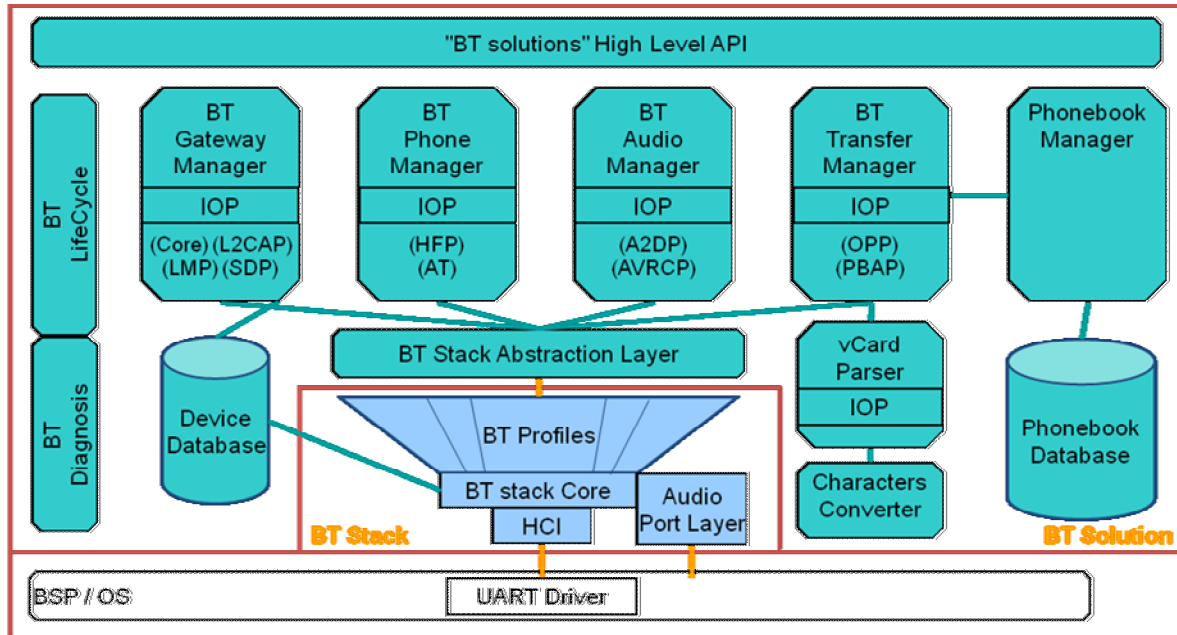 "BT solutions" High Level API
BT
LifeCycle
BT
Gateway
Manager
IOP
(Core) (L2CAP)
(LMP) (SDP)
BT
Phone
Manager
IOP
(HFP)
(AT)
BT
Audio
Manager
IOP
(A2DP)
(AVRCP)
BT
Transfer
Manager
IOP
(OPP)
(PBAP)
Phonebook
Manager
BT
Diagnosis
Device
Database
BT Stack Abstraction Layer
BT Profiles
BT stack Core
HCI
Audio
Port Layer
BT Stack
vCard
Parser
IOP
Characters
Converter
Phonebook
Database
BT Solution
BSP / OS
UART Driver